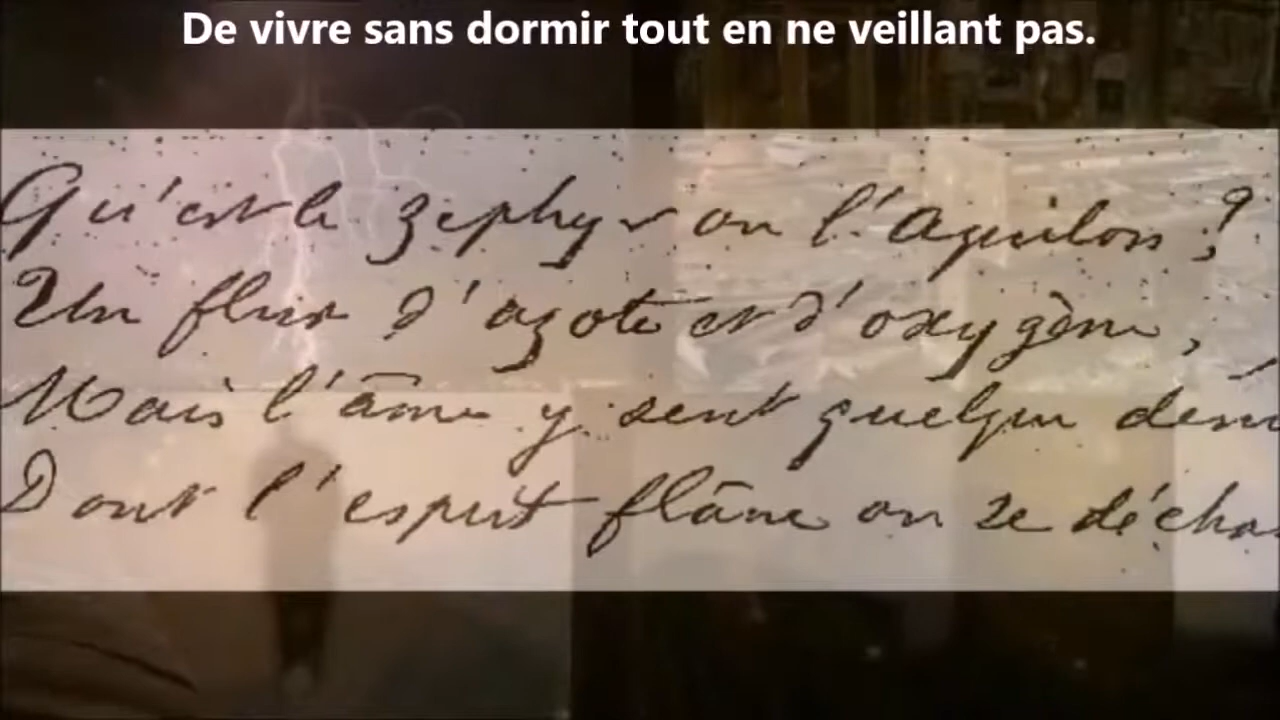 De vivre sans dormir tout en ne veillant pas.
Qu'est le zephyr ou l'Aquilon ?
Un flux d'azote et d'oxygène,
Mais l'âme y sent quelque
Dont l'esprit flâne ou se